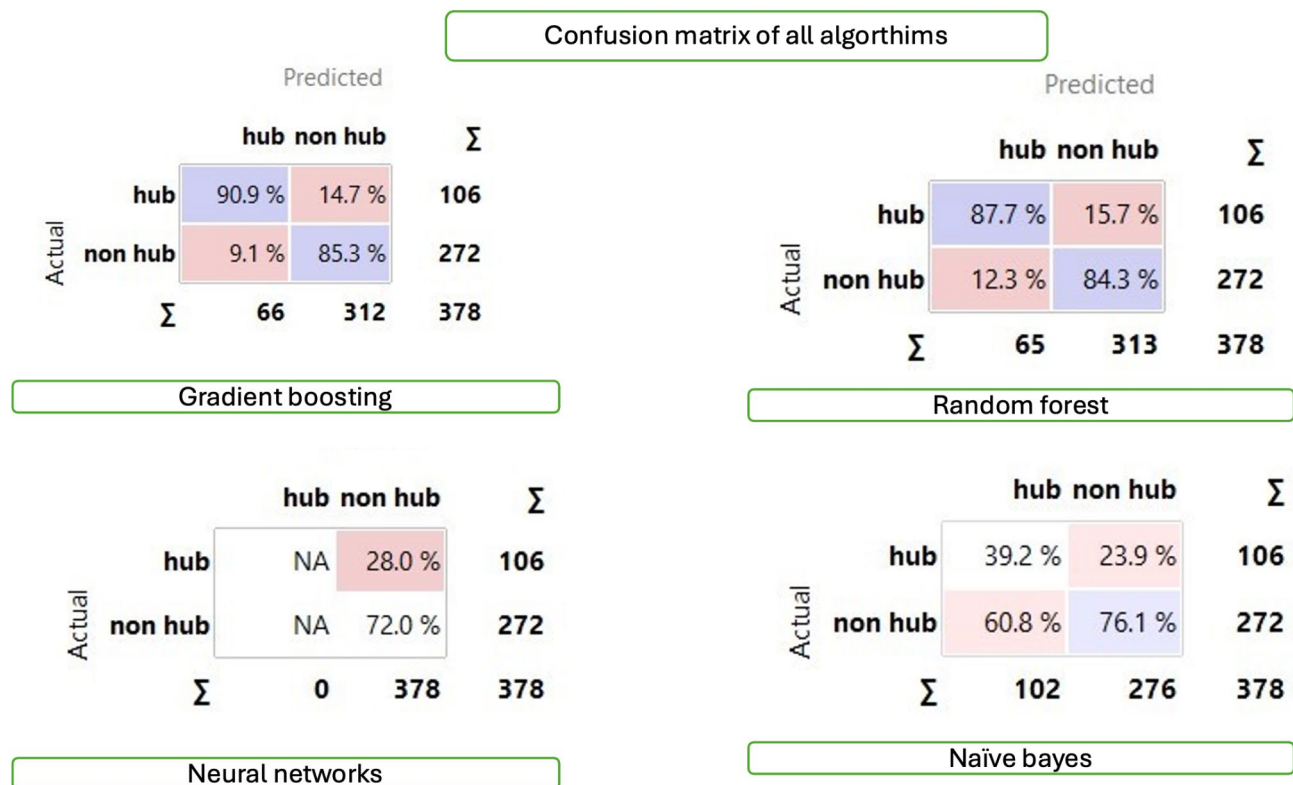 Confusion matrix of all algorthims
Predicted
hub non hub Σ
hub 90.9 % 14.7 % 106
Actual
non hub 9.1 % 85.3 % 272
Σ 66 312 378
Gradient boosting
Predicted
hub non hub Σ
hub 87.7 % 15.7 % 106
Actual
non hub 12.3 % 84.3 % 272
Σ 65 313 378
Random forest
hub non hub Σ
hub NA 28.0 % 106
Actual
non hub NA 72.0 % 272
Σ 0 378 378
Neural networks
hub non hub Σ
hub 39.2 % 23.9 % 106
Actual
non hub 60.8 % 76.1 % 272
Σ 102 276 378
Naïve bayes